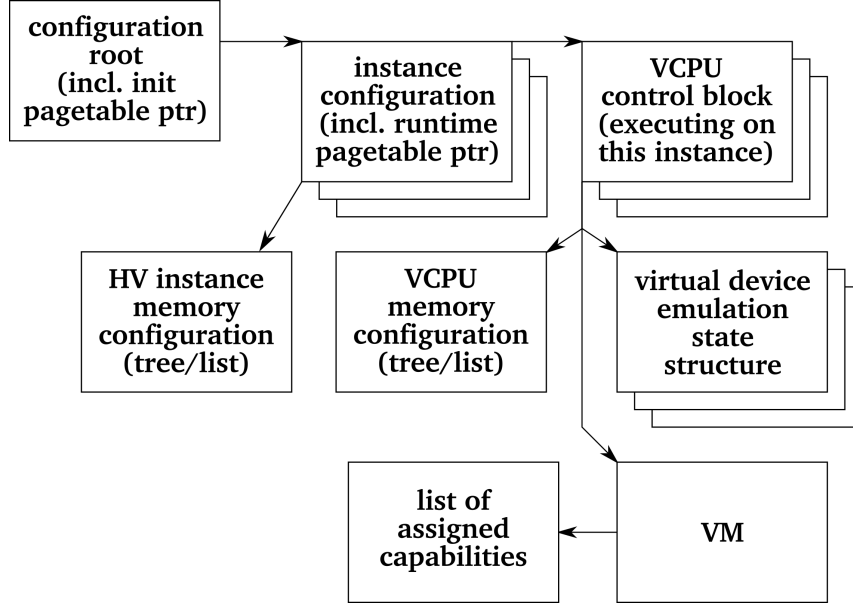 configuration
root
(incl. init
pagetable ptr)
instance
configuration
(incl. runtime
pagetable ptr)
VCPU
control block
(executing on
this instance)
HV instance
memory
configuration
(tree/list)
VCPU
memory
configuration
(tree/list)
virtual device
emulation
state
structure
list of
assigned
capabilities
VM